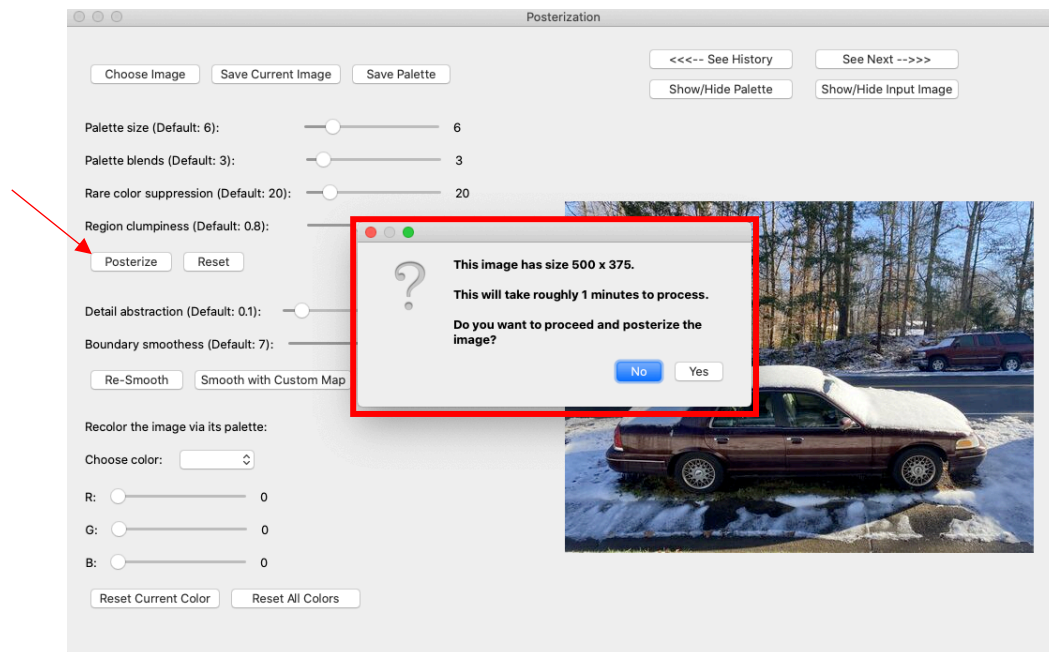 Posterization
<<<-- See History
See Next -->>>
Choose Image
Save Current Image
Save Palette
Show/Hide Palette
Show/Hide Input Image
Palette size (Default: 6):
6
Palette blends (Default: 3):
3
Rare color suppression (Default: 20):
20
Region clumpiness (Default: 0.8):
Posterize
Reset
?
This image has size 500 x 375.
This will take roughly 1 minutes to process.
Do you want to proceed and posterize the
image?
No
Yes
Detail abstraction (Default: 0.1):
Boundary smoothness (Default: 7):
Re-Smooth
Smooth with Custom Map
Recolor the image via its palette:
Choose color:
R:
0
G:
0
B:
0
Reset Current Color
Reset All Colors